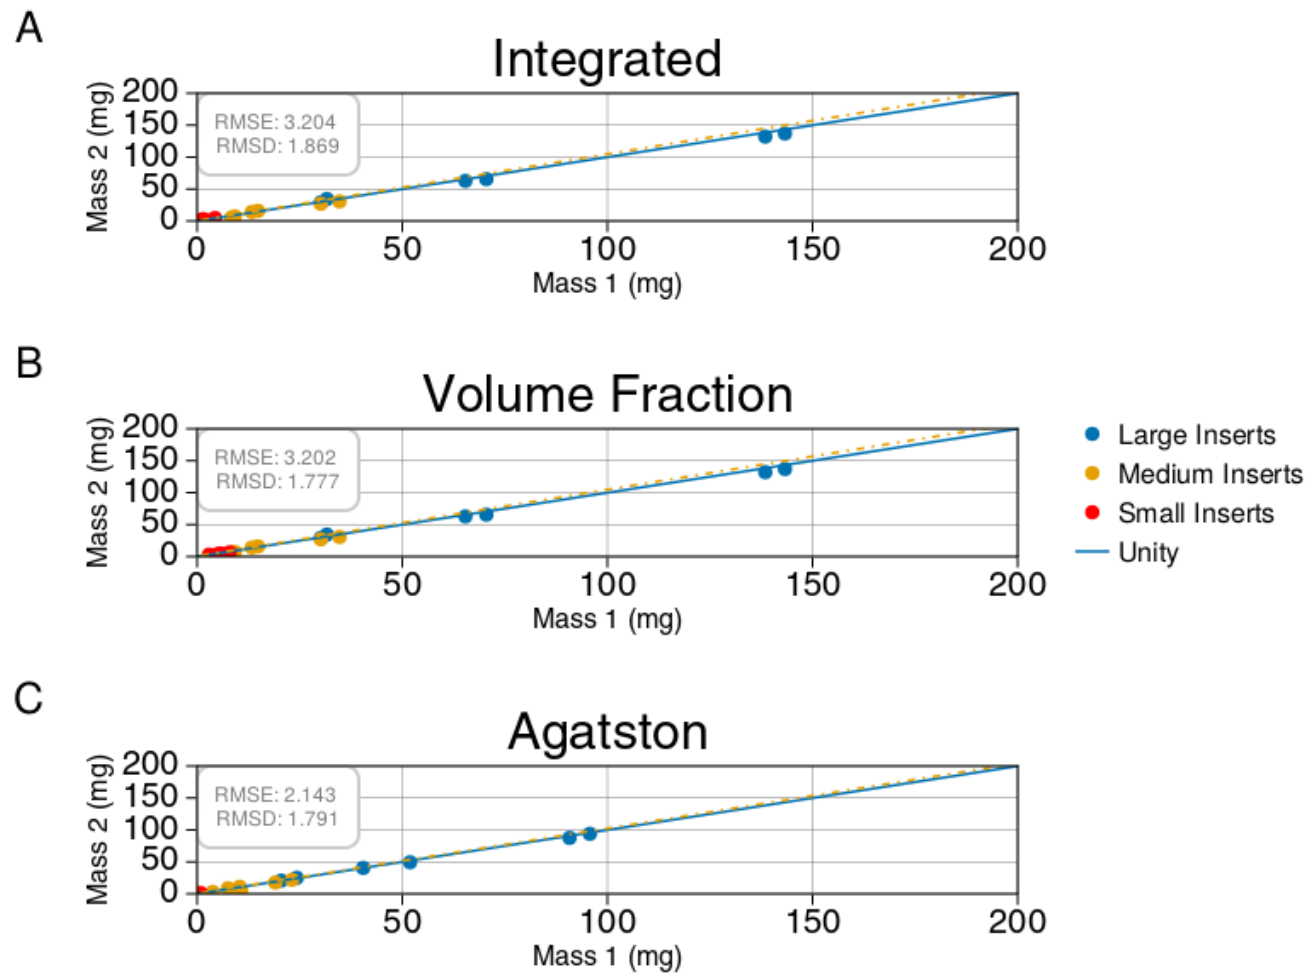 A
Integrated
RMSE: 3.204
RMSD: 1.869
Mass 2 (mg)
200
150
100
50
0
0 50 100 150 200
Mass 1 (mg)
B
Volume Fraction
RMSE: 3.202
RMSD: 1.777
Mass 2 (mg)
200
150
100
50
0
0 50 100 150 200
Mass 1 (mg)
Large Inserts
Medium Inserts
Small Inserts
Unity
C
Agatston
RMSE: 2.143
RMSD: 1.791
Mass 2 (mg)
200
150
100
50
0
0 50 100 150 200
Mass 1 (mg)